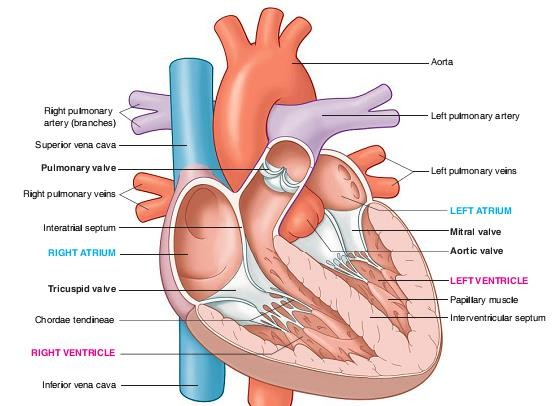 Right pulmonary
artery (branches)
Superior vena cava
Pulmonary valve
Right pulmonary veins
Interatrial septum
RIGHT ATRIUM
Tricuspid valve
Chordae tendineae
RIGHT VENTRICLE
Inferior vena cava
Aorta
Left pulmonary artery
Left pulmonary veins
LEFT ATRIUM
Mitral valve
Aortic valve
LEFT VENTRICLE
Papillary muscle
Interventricular septum